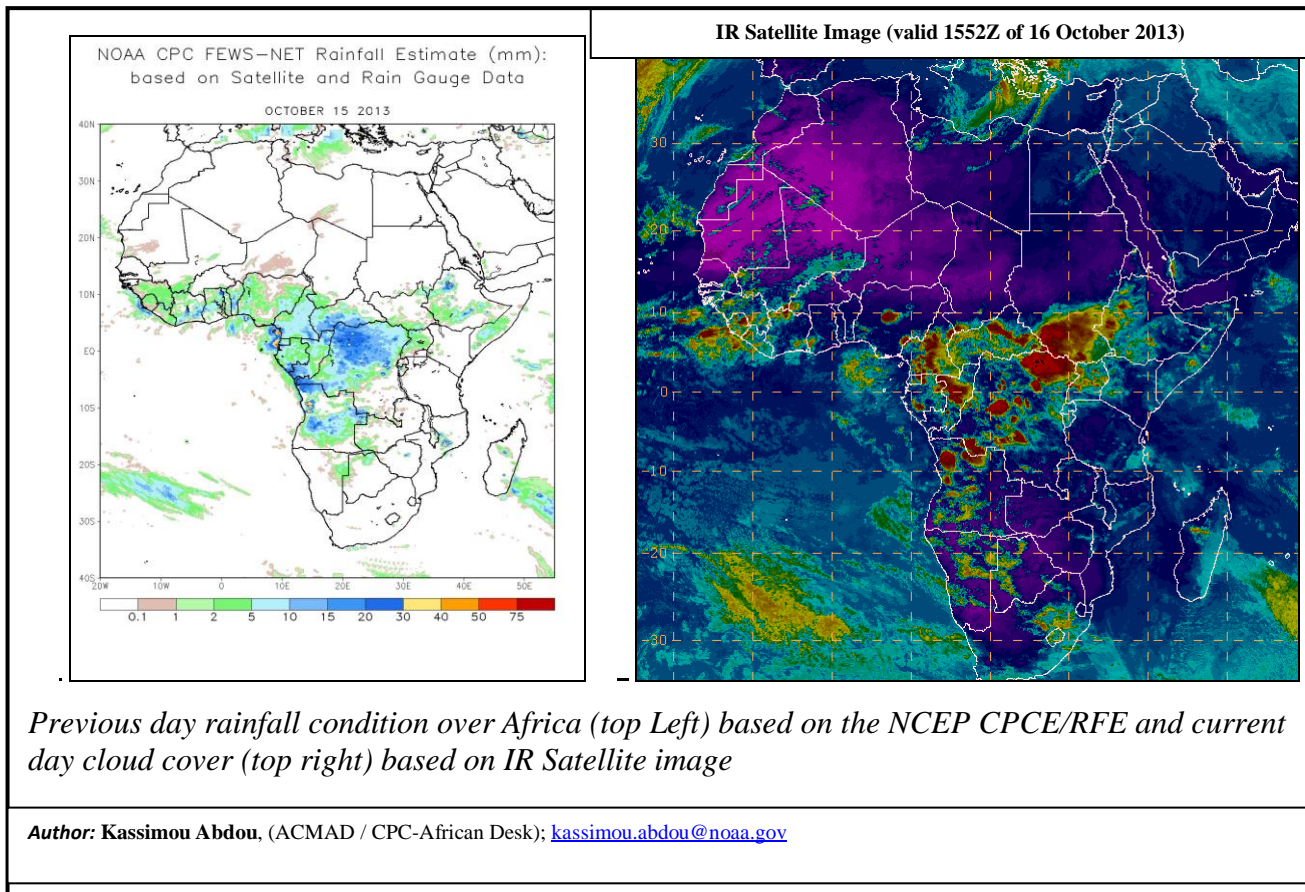 NOAA CPC FEWS–NET Rainfall Estimate (mm):
based on Satellite and Rain Gauge Data
OCTOBER 15 2013
40N
30N
20N
10N
EQ
10S
20S
30S
40S
20W 10W 0 10E 20E 30E 40E 50E
0.1 1 2 5 10 15 20 30 40 50 75
.
IR Satellite Image (valid 1552Z of 16 October 2013)
30
20
10
0
-10
-20
-30
Previous day rainfall condition over Africa (top Left) based on the NCEP CPCE/RFE and current
day cloud cover (top right) based on IR Satellite image
Author: Kassimou Abdou, (ACMAD / CPC-African Desk); kassimou.abdou@noaa.gov